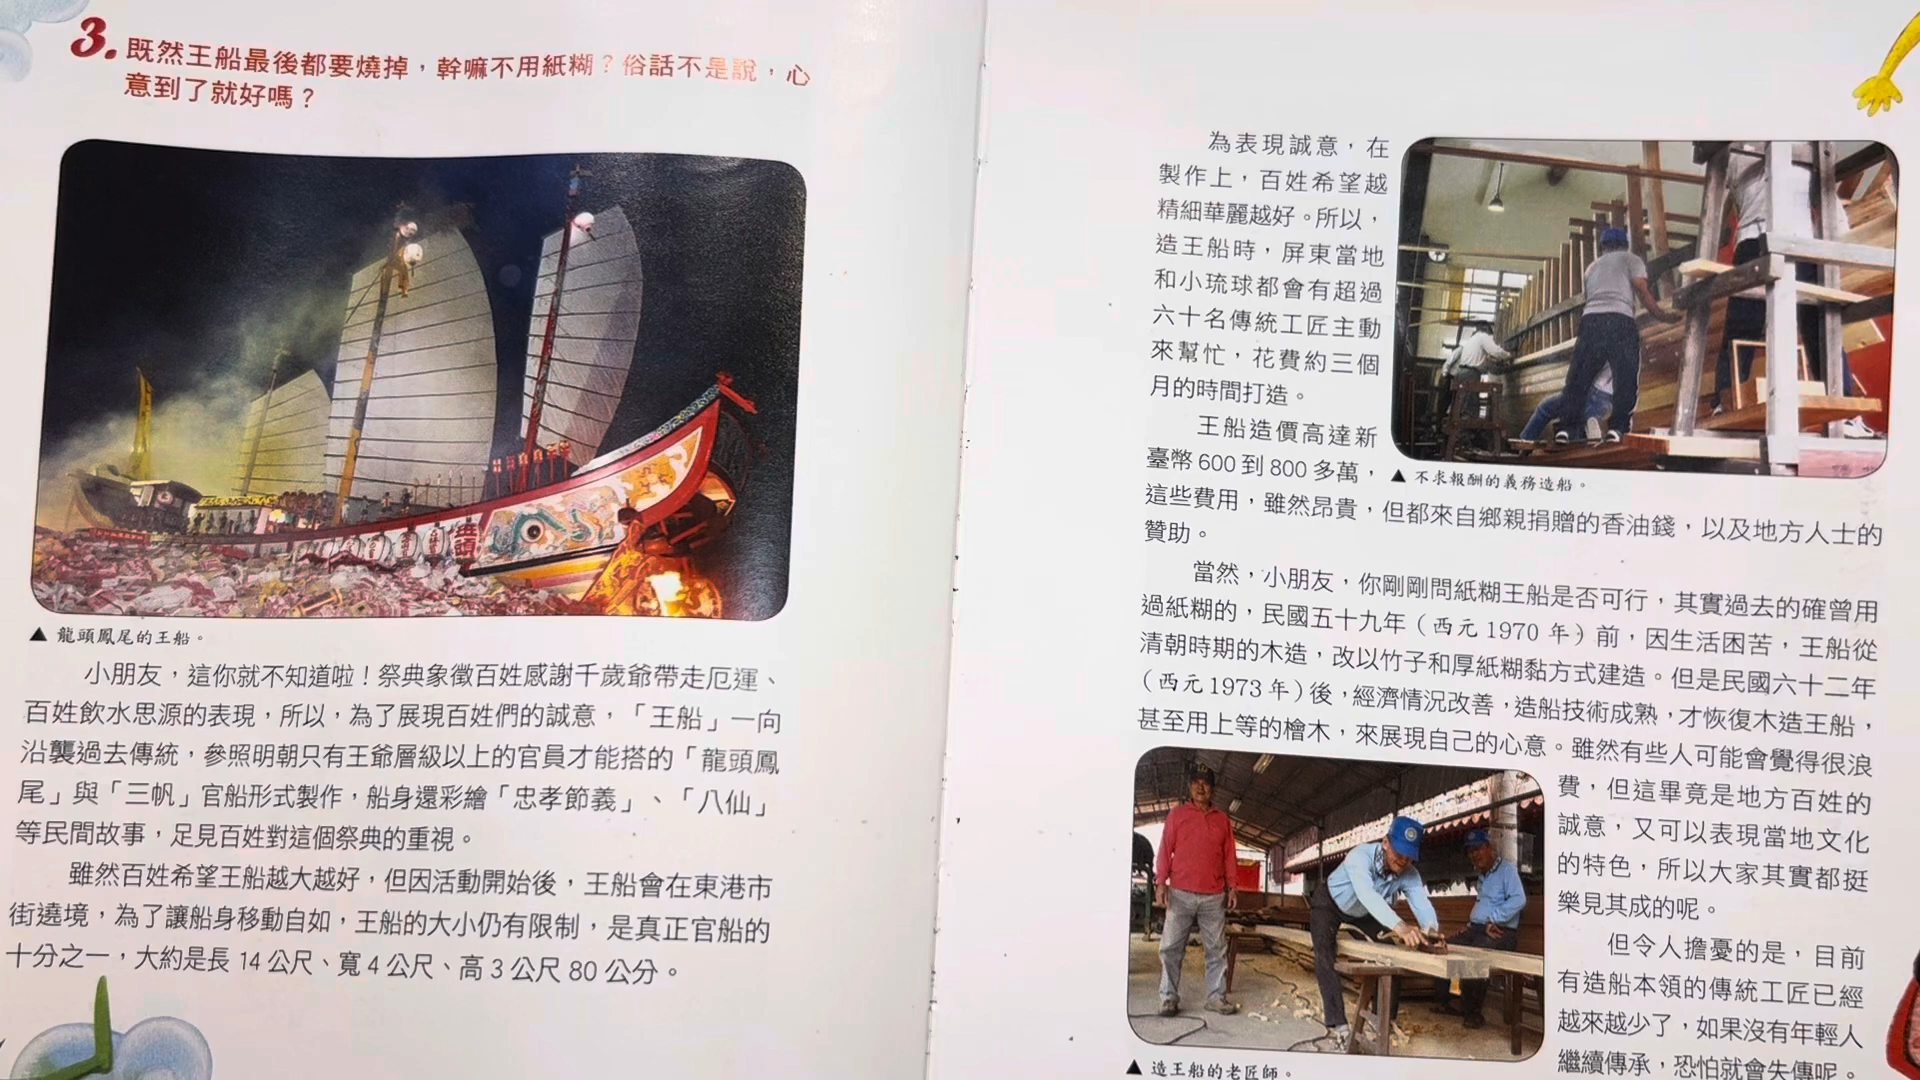 3.
既然王船最後都要燒掉，幹嘛不用紙糊？俗話不是說，心
意到了就好嗎？
▲ 龍頭鳳尾的王船。
小朋友，這你就不知道啦！祭典象徵百姓感謝千歲爺帶走厄運、
百姓飲水思源的表現，所以，為了展現百姓們的誠意，「王船」一向
沿襲過去傳統，參照明朝只有王爺層級以上的官員才能搭的「龍頭鳳
尾」與「三帆」官船形式製作，船身還彩繪「忠孝節義」、「八仙」
等民間故事，足見百姓對這個祭典的重視。
雖然百姓希望王船越大越好，但因活動開始後，王船會在東港市
街遶境，為了讓船身移動自如，王船的大小仍有限制，是真正官船的
十分之一，大約是長 14 公尺、寬 4 公尺、高 3 公尺 80 公分。
為表現誠意，在
製作上，百姓希望越
精細華麗越好。所以，
造王船時，屏東當地
和小琉球都會有超過
六十名傳統工匠主動
來幫忙，花費約三個
月的時間打造。
王船造價高達新
臺幣 600 到 800 多萬，
▲ 不求報酬的義務造船。
這些費用，雖然昂貴，但都來自鄉親捐贈的香油錢，以及地方人士的
贊助。
當然，小朋友，你剛剛問紙糊王船是否可行，其實過去的確曾用
過紙糊的，民國五十九年（西元 1970 年）前，因生活困苦，王船從
清朝時期的木造，改以竹子和厚紙糊黏方式建造。但是民國六十二年
（西元 1973 年）後，經濟情況改善，造船技術成熟，才恢復木造王船，
甚至用上等的檜木，來展現自己的心意。雖然有些人可能會覺得很浪
費，但這畢竟是地方百姓的
誠意，又可以表現當地文化
的特色，所以大家其實都挺
樂見其成的呢。
但令人擔憂的是，目前
有造船本領的傳統工匠已經
越來越少了，如果沒有年輕人
繼續傳承，恐怕就會失傳呢。
▲ 造王船的老匠師。